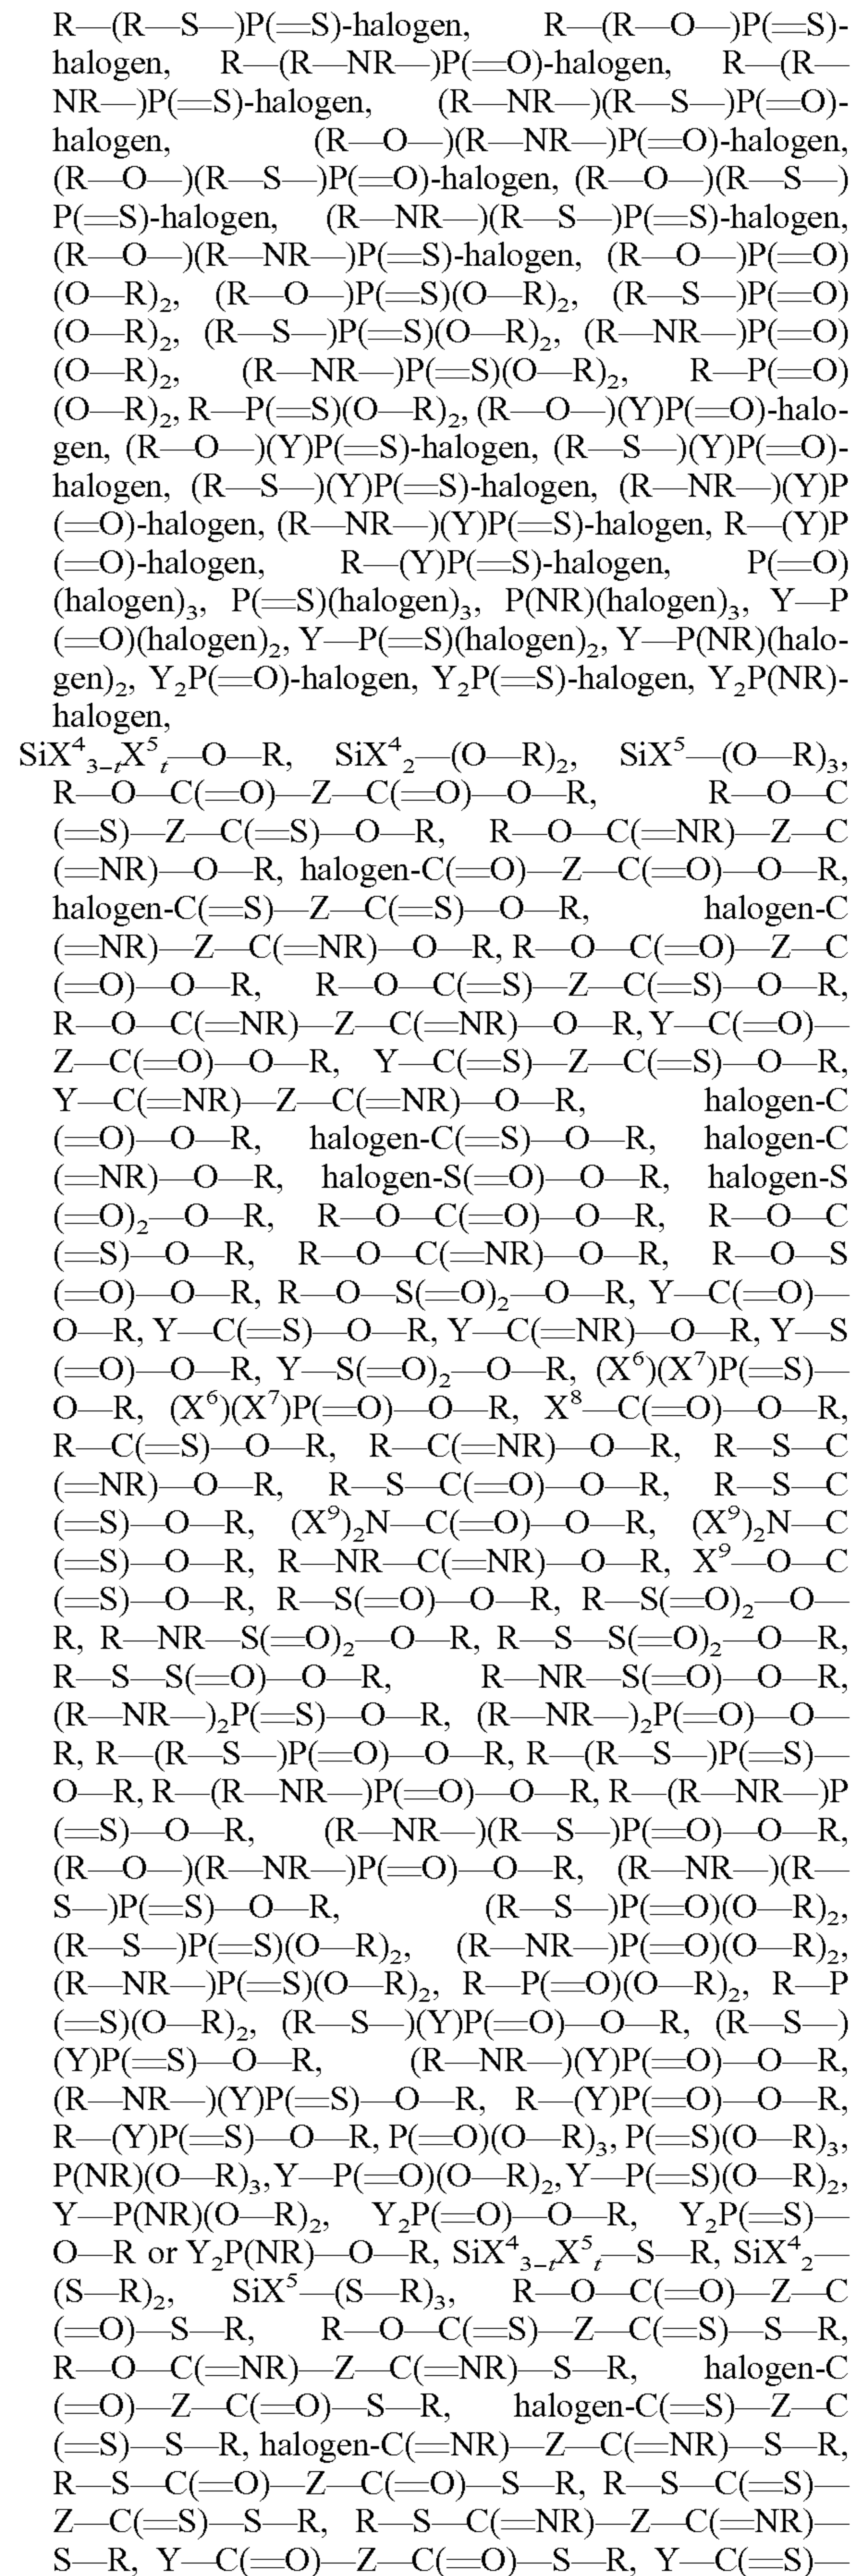 R—(R—S—)P(=S)-halogen, R—(R—O—)P(=S)-
halogen, R—(R—NR—)P(=O)-halogen, R—(R—
NR—)P(=S)-halogen, (R—NR—)(R—S—)P(=O)-
halogen, (R—O—)(R—NR—)P(=O)-halogen,
(R—O—)(R—S—)P(=O)-halogen, (R—O—)(R—S—)
P(=S)-halogen, (R—NR—)(R—S—)P(=S)-halogen,
(R—O—)(R—NR—)P(=S)-halogen, (R—O—)P(=O)
(O—R)₂, (R—O—)P(=S)(O—R)₂, (R—S—)P(=O)
(O—R)₂, (R—S—)P(=S)(O—R)₂, (R—NR—)P(=O)
(O—R)₂, (R—NR—)P(=S)(O—R)₂, R—P(=O)
(O—R)₂, R—P(=S)(O—R)₂, (R—O—)(Y)P(=O)-halo-
gen, (R—O—)(Y)P(=S)-halogen, (R—S—)(Y)P(=O)-
halogen, (R—S—)(Y)P(=S)-halogen, (R—NR—)(Y)P
(=O)-halogen, (R—NR—)(Y)P(=S)-halogen, R—(Y)P
(=O)-halogen, R—(Y)P(=S)-halogen, P(=O)
(halogen)₃, P(=S)(halogen)₃, P(NR)(halogen)₃, Y—P
(=O)(halogen)₂, Y—P(=S)(halogen)₂, Y—P(NR)(halo-
gen)₂, Y₂P(=O)-halogen, Y₂P(=S)-halogen, Y₂P(NR)-
halogen,
SiX⁴₃₋ₜX⁵ₜ—O—R, SiX⁴₂—(O—R)₂, SiX⁵—(O—R)₃,
R—O—C(=O)—Z—C(=O)—O—R, R—O—C
(=S)—Z—C(=S)—O—R, R—O—C(=NR)—Z—C
(=NR)—O—R, halogen-C(=O)—Z—C(=O)—O—R,
halogen-C(=S)—Z—C(=S)—O—R, halogen-C
(=NR)—Z—C(=NR)—O—R, R—O—C(=O)—Z—C
(=O)—O—R, R—O—C(=S)—Z—C(=S)—O—R,
R—O—C(=NR)—Z—C(=NR)—O—R, Y—C(=O)—
Z—C(=O)—O—R, Y—C(=S)—Z—C(=S)—O—R,
Y—C(=NR)—Z—C(=NR)—O—R, halogen-C
(=O)—O—R, halogen-C(=S)—O—R, halogen-C
(=NR)—O—R, halogen-S(=O)—O—R, halogen-S
(=O)₂—O—R, R—O—C(=O)—O—R, R—O—C
(=S)—O—R, R—O—C(=NR)—O—R, R—O—S
(=O)—O—R, R—O—S(=O)₂—O—R, Y—C(=O)—
O—R, Y—C(=S)—O—R, Y—C(=NR)—O—R, Y—S
(=O)—O—R, Y—S(=O)₂—O—R, (X⁶)(X⁷)P(=S)—
O—R, (X⁶)(X⁷)P(=O)—O—R, X⁸—C(=O)—O—R,
R—C(=S)—O—R, R—C(=NR)—O—R, R—S—C
(=NR)—O—R, R—S—C(=O)—O—R, R—S—C
(=S)—O—R, (X⁹)₂N—C(=O)—O—R, (X⁹)₂N—C
(=S)—O—R, R—NR—C(=NR)—O—R, X⁹—O—C
(=S)—O—R, R—S(=O)—O—R, R—S(=O)₂—O—
R, R—NR—S(=O)₂—O—R, R—S—S(=O)₂—O—R,
R—S—S(=O)—O—R, R—NR—S(=O)—O—R,
(R—NR—)₂P(=S)—O—R, (R—NR—)₂P(=O)—O—
R, R—(R—S—)P(=O)—O—R, R—(R—S—)P(=S)—
O—R, R—(R—NR—)P(=O)—O—R, R—(R—NR—)P
(=S)—O—R, (R—NR—)(R—S—)P(=O)—O—R,
(R—O—)(R—NR—)P(=O)—O—R, (R—NR—)(R—
S—)P(=S)—O—R, (R—S—)P(=O)(O—R)₂,
(R—S—)P(=S)(O—R)₂, (R—NR—)P(=O)(O—R)₂,
(R—NR—)P(=S)(O—R)₂, R—P(=O)(O—R)₂, R—P
(=S)(O—R)₂, (R—S—)(Y)P(=O)—O—R, (R—S—)
(Y)P(=S)—O—R, (R—NR—)(Y)P(=O)—O—R,
(R—NR—)(Y)P(=S)—O—R, R—(Y)P(=O)—O—R,
R—(Y)P(=S)—O—R, P(=O)(O—R)₃, P(=S)(O—R)₃,
P(NR)(O—R)₃, Y—P(=O)(O—R)₂, Y—P(=S)(O—R)₂,
Y—P(NR)(O—R)₂, Y₂P(=O)—O—R, Y₂P(=S)—
O—R or Y₂P(NR)—O—R, SiX⁴₃₋ₜX⁵ₜ—S—R, SiX⁴₂—
(S—R)₂, SiX⁵—(S—R)₃, R—O—C(=O)—Z—C
(=O)—S—R, R—O—C(=S)—Z—C(=S)—S—R,
R—O—C(=NR)—Z—C(=NR)—S—R, halogen-C
(=O)—Z—C(=O)—S—R, halogen-C(=S)—Z—C
(=S)—S—R, halogen-C(=NR)—Z—C(=NR)—S—R,
R—S—C(=O)—Z—C(=O)—S—R, R—S—C(=S)—
Z—C(=S)—S—R, R—S—C(=NR)—Z—C(=NR)—
S—R, Y—C(=O)—Z—C(=O)—S—R, Y—C(=S)—